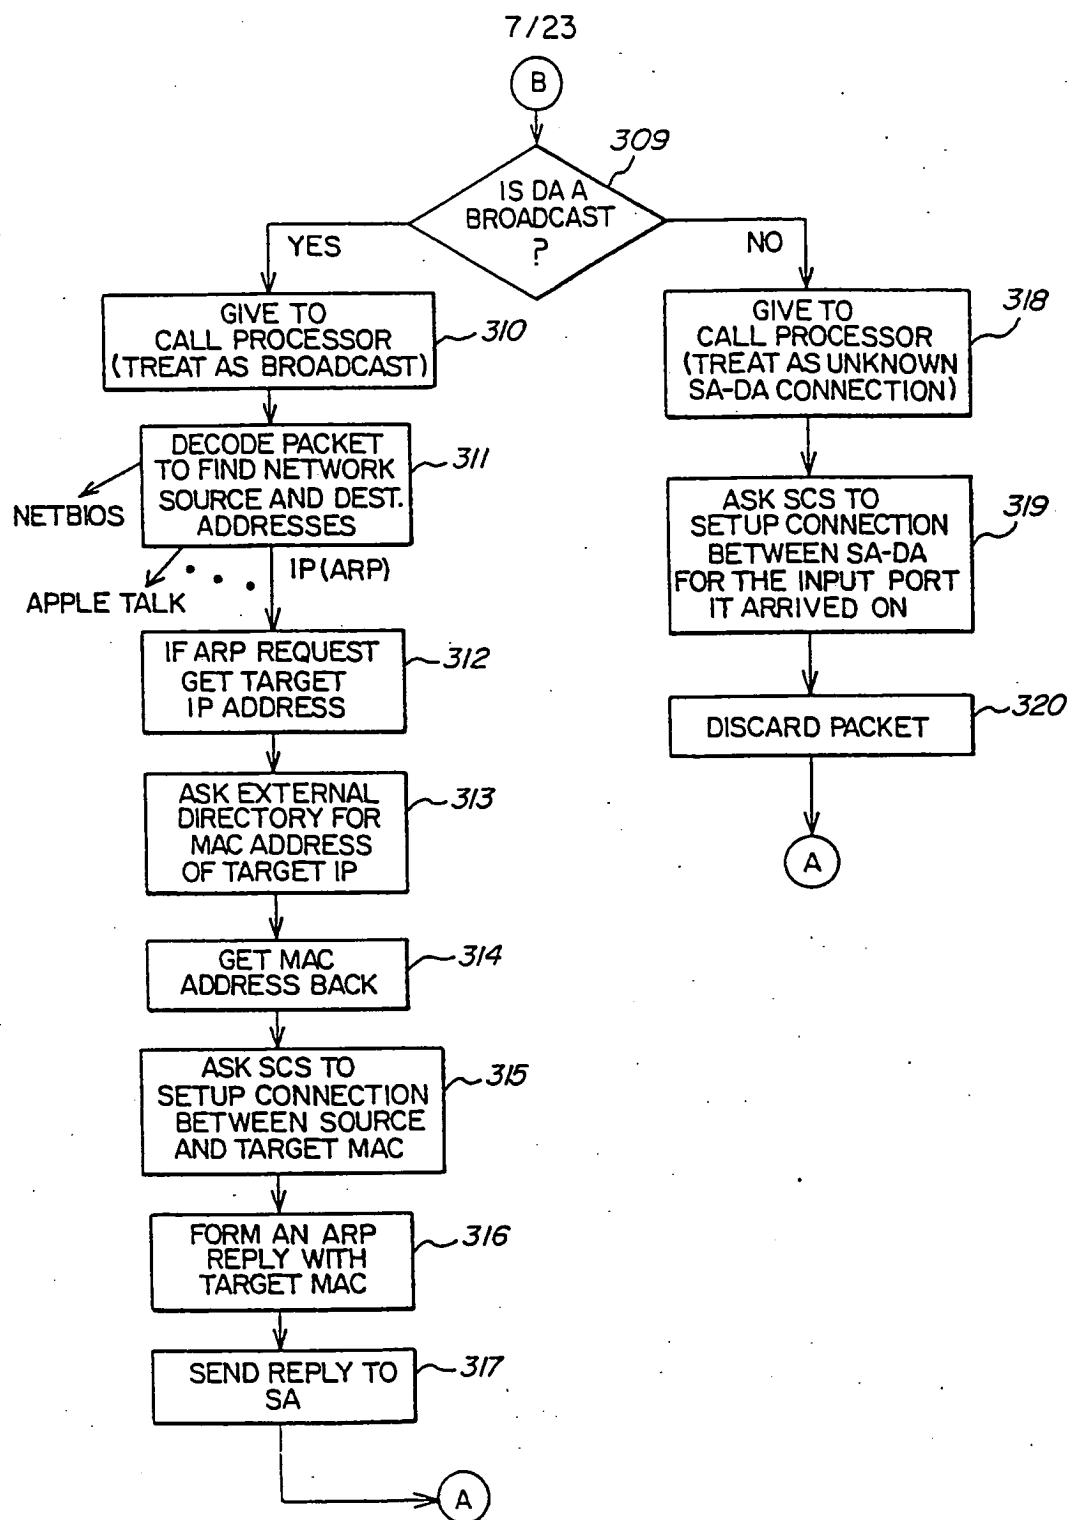 7/23
B
309
IS DA A
BROADCAST
?
YES
NO
GIVE TO
CALL PROCESSOR
(TREAT AS BROADCAST)
310
DECODE PACKET
TO FIND NETWORK
SOURCE AND DEST.
ADDRESSES
311
NETBIOS
APPLE TALK
IP (ARP)
IF ARP REQUEST
GET TARGET
IP ADDRESS
312
ASK EXTERNAL
DIRECTORY FOR
MAC ADDRESS
OF TARGET IP
313
GET MAC
ADDRESS BACK
314
ASK SCS TO
SETUP CONNECTION
BETWEEN SOURCE
AND TARGET MAC
315
FORM AN ARP
REPLY WITH
TARGET MAC
316
SEND REPLY TO
SA
317
A
GIVE TO
CALL PROCESSOR
(TREAT AS UNKNOWN
SA-DA CONNECTION)
318
ASK SCS TO
SETUP CONNECTION
BETWEEN SA-DA
FOR THE INPUT PORT
IT ARRIVED ON
319
DISCARD PACKET
320
A